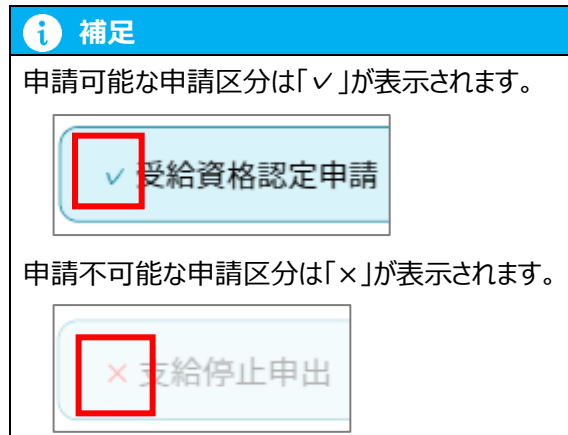 i 補足
申請可能な申請区分は「✓」が表示されます。
✓ 受給資格認定申請
申請不可能な申請区分は「×」が表示されます。
× 支給停止申出